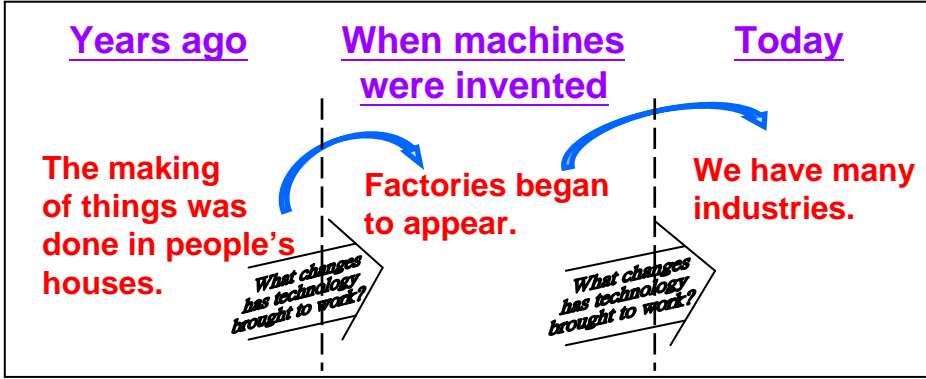 Years ago
When machines
were invented
Today
The making
of things was
done in people's
houses.
Factories began
to appear.
We have many
industries.
What changes
has technology
brought to work?
What changes
has technology
brought to work?